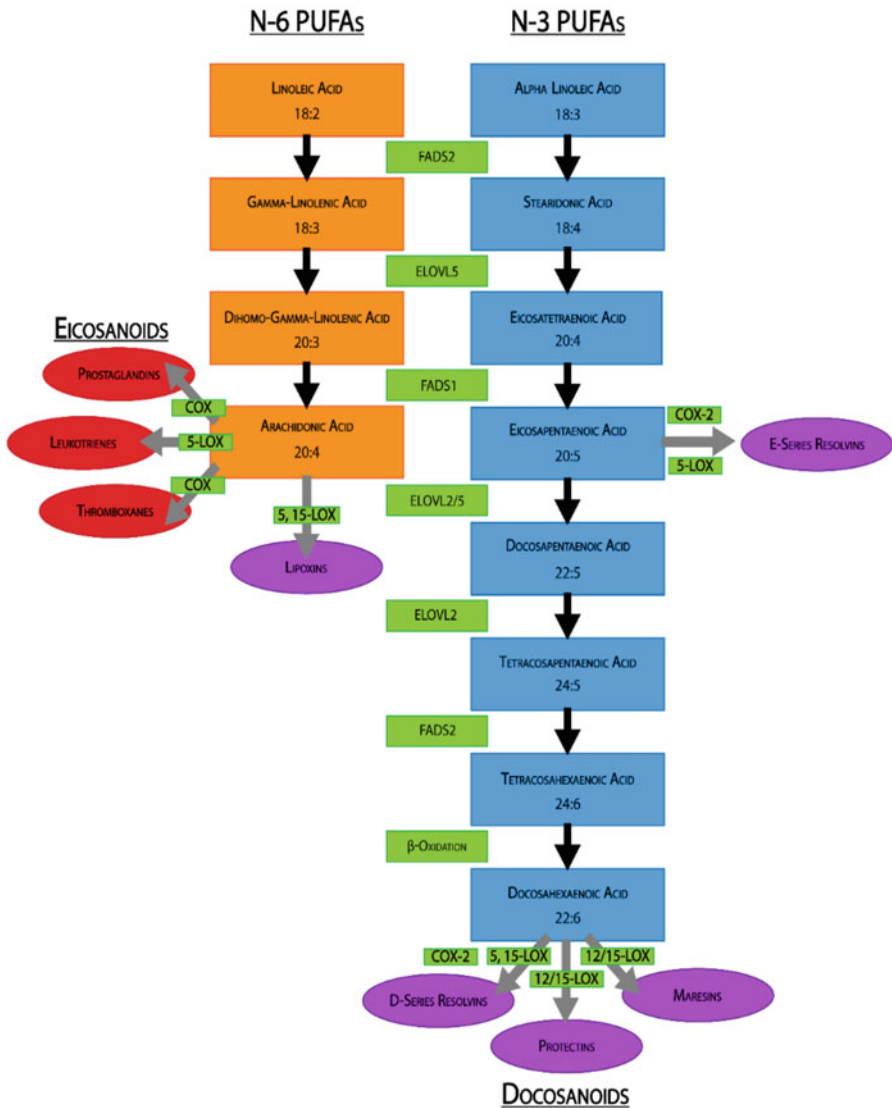 N-6 PUFAs
N-3 PUFAs
Linoleic Acid
18:2
Alpha Linoleic Acid
18:3
FADS2
Gamma-Linolenic Acid
18:3
Stearidonic Acid
18:4
ELOVL5
Dihomo-Gamma-Linolenic Acid
20:3
Eicosatetraenoic Acid
20:4
Eicosanoids
Prostaglandins
COX
FADS1
Leukotrienes
5-LOX
Arachidonic Acid
20:4
Eicosapentaenoic Acid
20:5
COX-2
5-LOX
E-Series Resolvins
COX
Thromboxanes
5, 15-LOX
Lipoxins
ELOVL2/5
Docosapentaenoic Acid
22:5
ELOVL2
Tetracosapentaenoic Acid
24:5
FADS2
Tetracosahexaenoic Acid
24:6
β-Oxidation
Docosahexaenoic Acid
22:6
COX-2
5, 15-LOX
12/15-LOX
12/15-LOX
D-Series Resolvins
Maresins
Protectins
Docosanoids